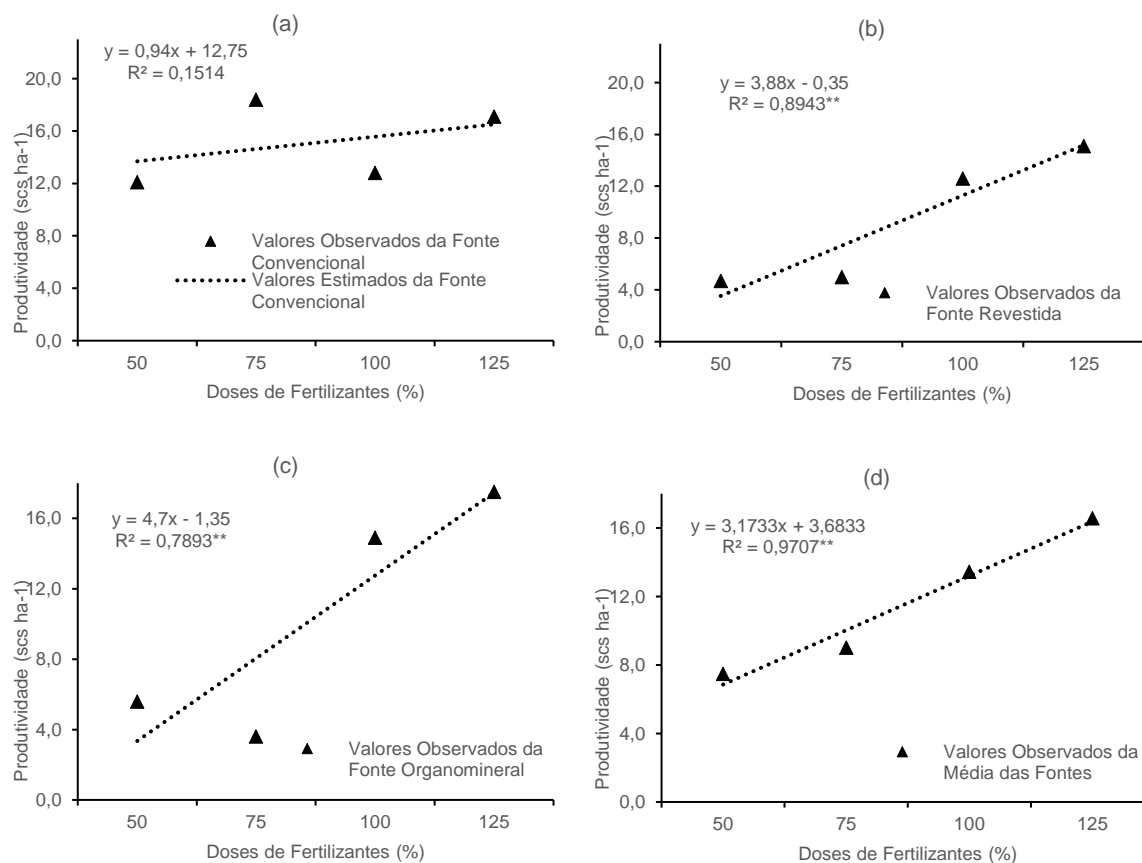 (a)
y = 0,94x + 12,75
R² = 0,1514
Produtividade (scs ha-1)
20,0
16,0
12,0
8,0
4,0
0,0
Valores Observados da Fonte
Convencional
Valores Estimados da Fonte
Convencional
50 75 100 125
Doses de Fertilizantes (%)
(b)
y = 3,88x - 0,35
R² = 0,8943**
Produtividade (scs ha-1)
20,0
16,0
12,0
8,0
4,0
0,0
Valores Observados da
Fonte Revestida
50 75 100 125
Doses de Fertilizantes (%)
(c)
y = 4,7x - 1,35
R² = 0,7893**
Produtividade (scs ha-1)
16,0
12,0
8,0
4,0
0,0
Valores Observados da
Fonte Organomineral
50 75 100 125
Doses de Fertilizantes (%)
(d)
y = 3,1733x + 3,6833
R² = 0,9707**
Produtividade (scs ha-1)
16,0
12,0
8,0
4,0
0,0
Valores Observados da
Média das Fontes
50 75 100 125
Doses de Fertilizantes (%)